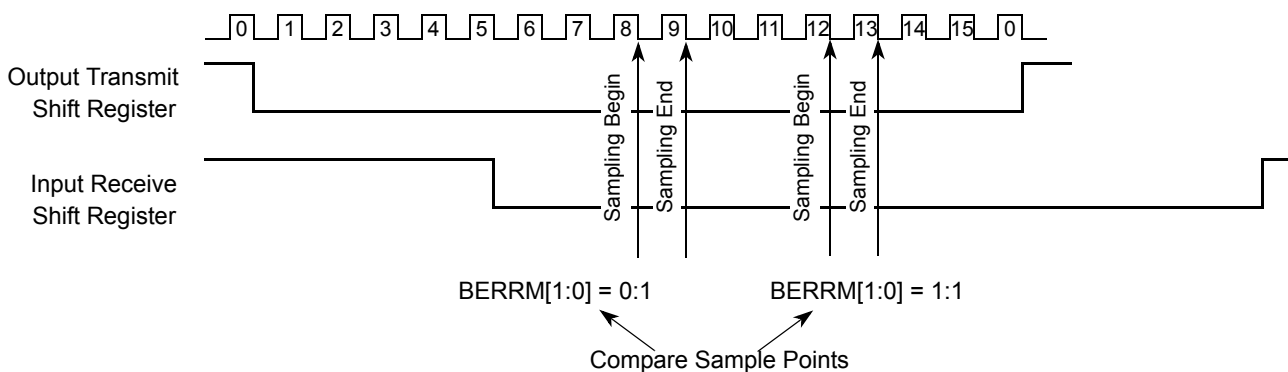 0 1 2 3 4 5 6 7 8 9 10 11 12 13 14 15 0
Output Transmit
Shift Register
Input Receive
Shift Register
Sampling Begin
Sampling End
Sampling Begin
Sampling End
BERRM[1:0] = 0:1
BERRM[1:0] = 1:1
Compare Sample Points